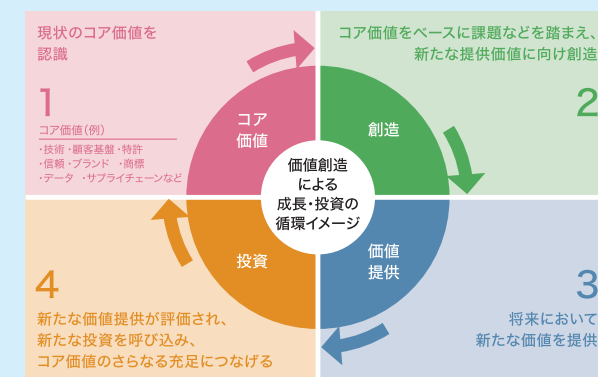 現状のコア価値を
認識
1
コア価値（例）
・技術 ・顧客基盤 ・特許
・信頼 ・ブランド ・商標
・データ ・サプライチェーンなど
コア
価値
コア価値をベースに課題などを踏まえ、
新たな提供価値に向け創造
2
創造
価値創造
による
成長・投資の
循環イメージ
価値
提供
3
将来において
新たな価値を提供
投資
4
新たな価値提供が評価され、
新たな投資を呼び込み、
コア価値のさらなる充足につなげる